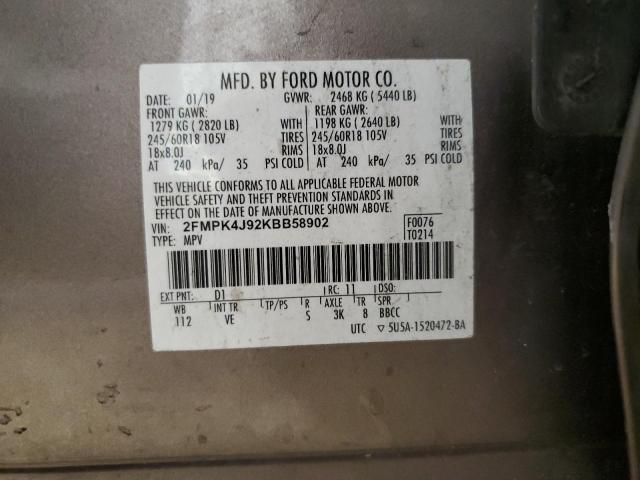 MFD. BY FORD MOTOR CO.
DATE: 01/19 GVWR: 2468 KG ( 5440 LB)
FRONT GAWR: REAR GAWR:
1279 KG ( 2820 LB) WITH 1198 KG ( 2640 LB) WITH
245/60R18 105V TIRES 245/60R18 105V TIRES
18x8.0J RIMS 18x8.0J RIMS
AT 240 kPa/ 35 PSI COLD AT 240 kPa/ 35 PSI COLD
THIS VEHICLE CONFORMS TO ALL APPLICABLE FEDERAL MOTOR
VEHICLE SAFETY AND THEFT PREVENTION STANDARDS IN
EFFECT ON THE DATE OF MANUFACTURE SHOWN ABOVE.
VIN: 2FMPK4J92KBB58902 F0076
TYPE: MPV T0214
EXT PNT: D1 RC: 11 DSO:
WB INT TR TP/PS R AXLE TR SPR
112 VE S 3K 8 BBCC
UTC ▽ 5U5A-1520472-BA